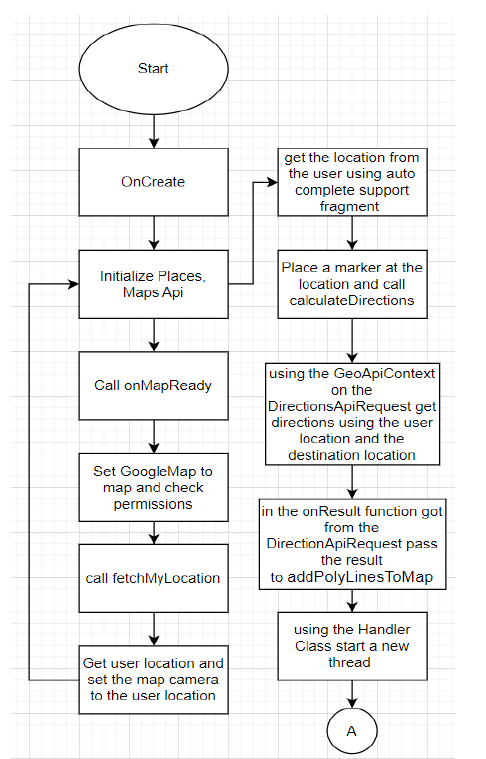 Start
OnCreate
Initialize Places,
Maps Api
Call onMapReady
Set GoogleMap to
map and check
permissions
call fetchMyLocation
Get user location and
set the map camera
to the user location
get the location from
the user using auto
complete support
fragment
Place a marker at the
location and call
calculateDirections
using the GeoApiContext
on the
DirectionsApiRequest get
directions using the user
location and the
destination location
in the onResult function got
from the
DirectionApiRequest pass
the result
to addPolyLinesToMap
using the Handler
Class start a new
thread
A